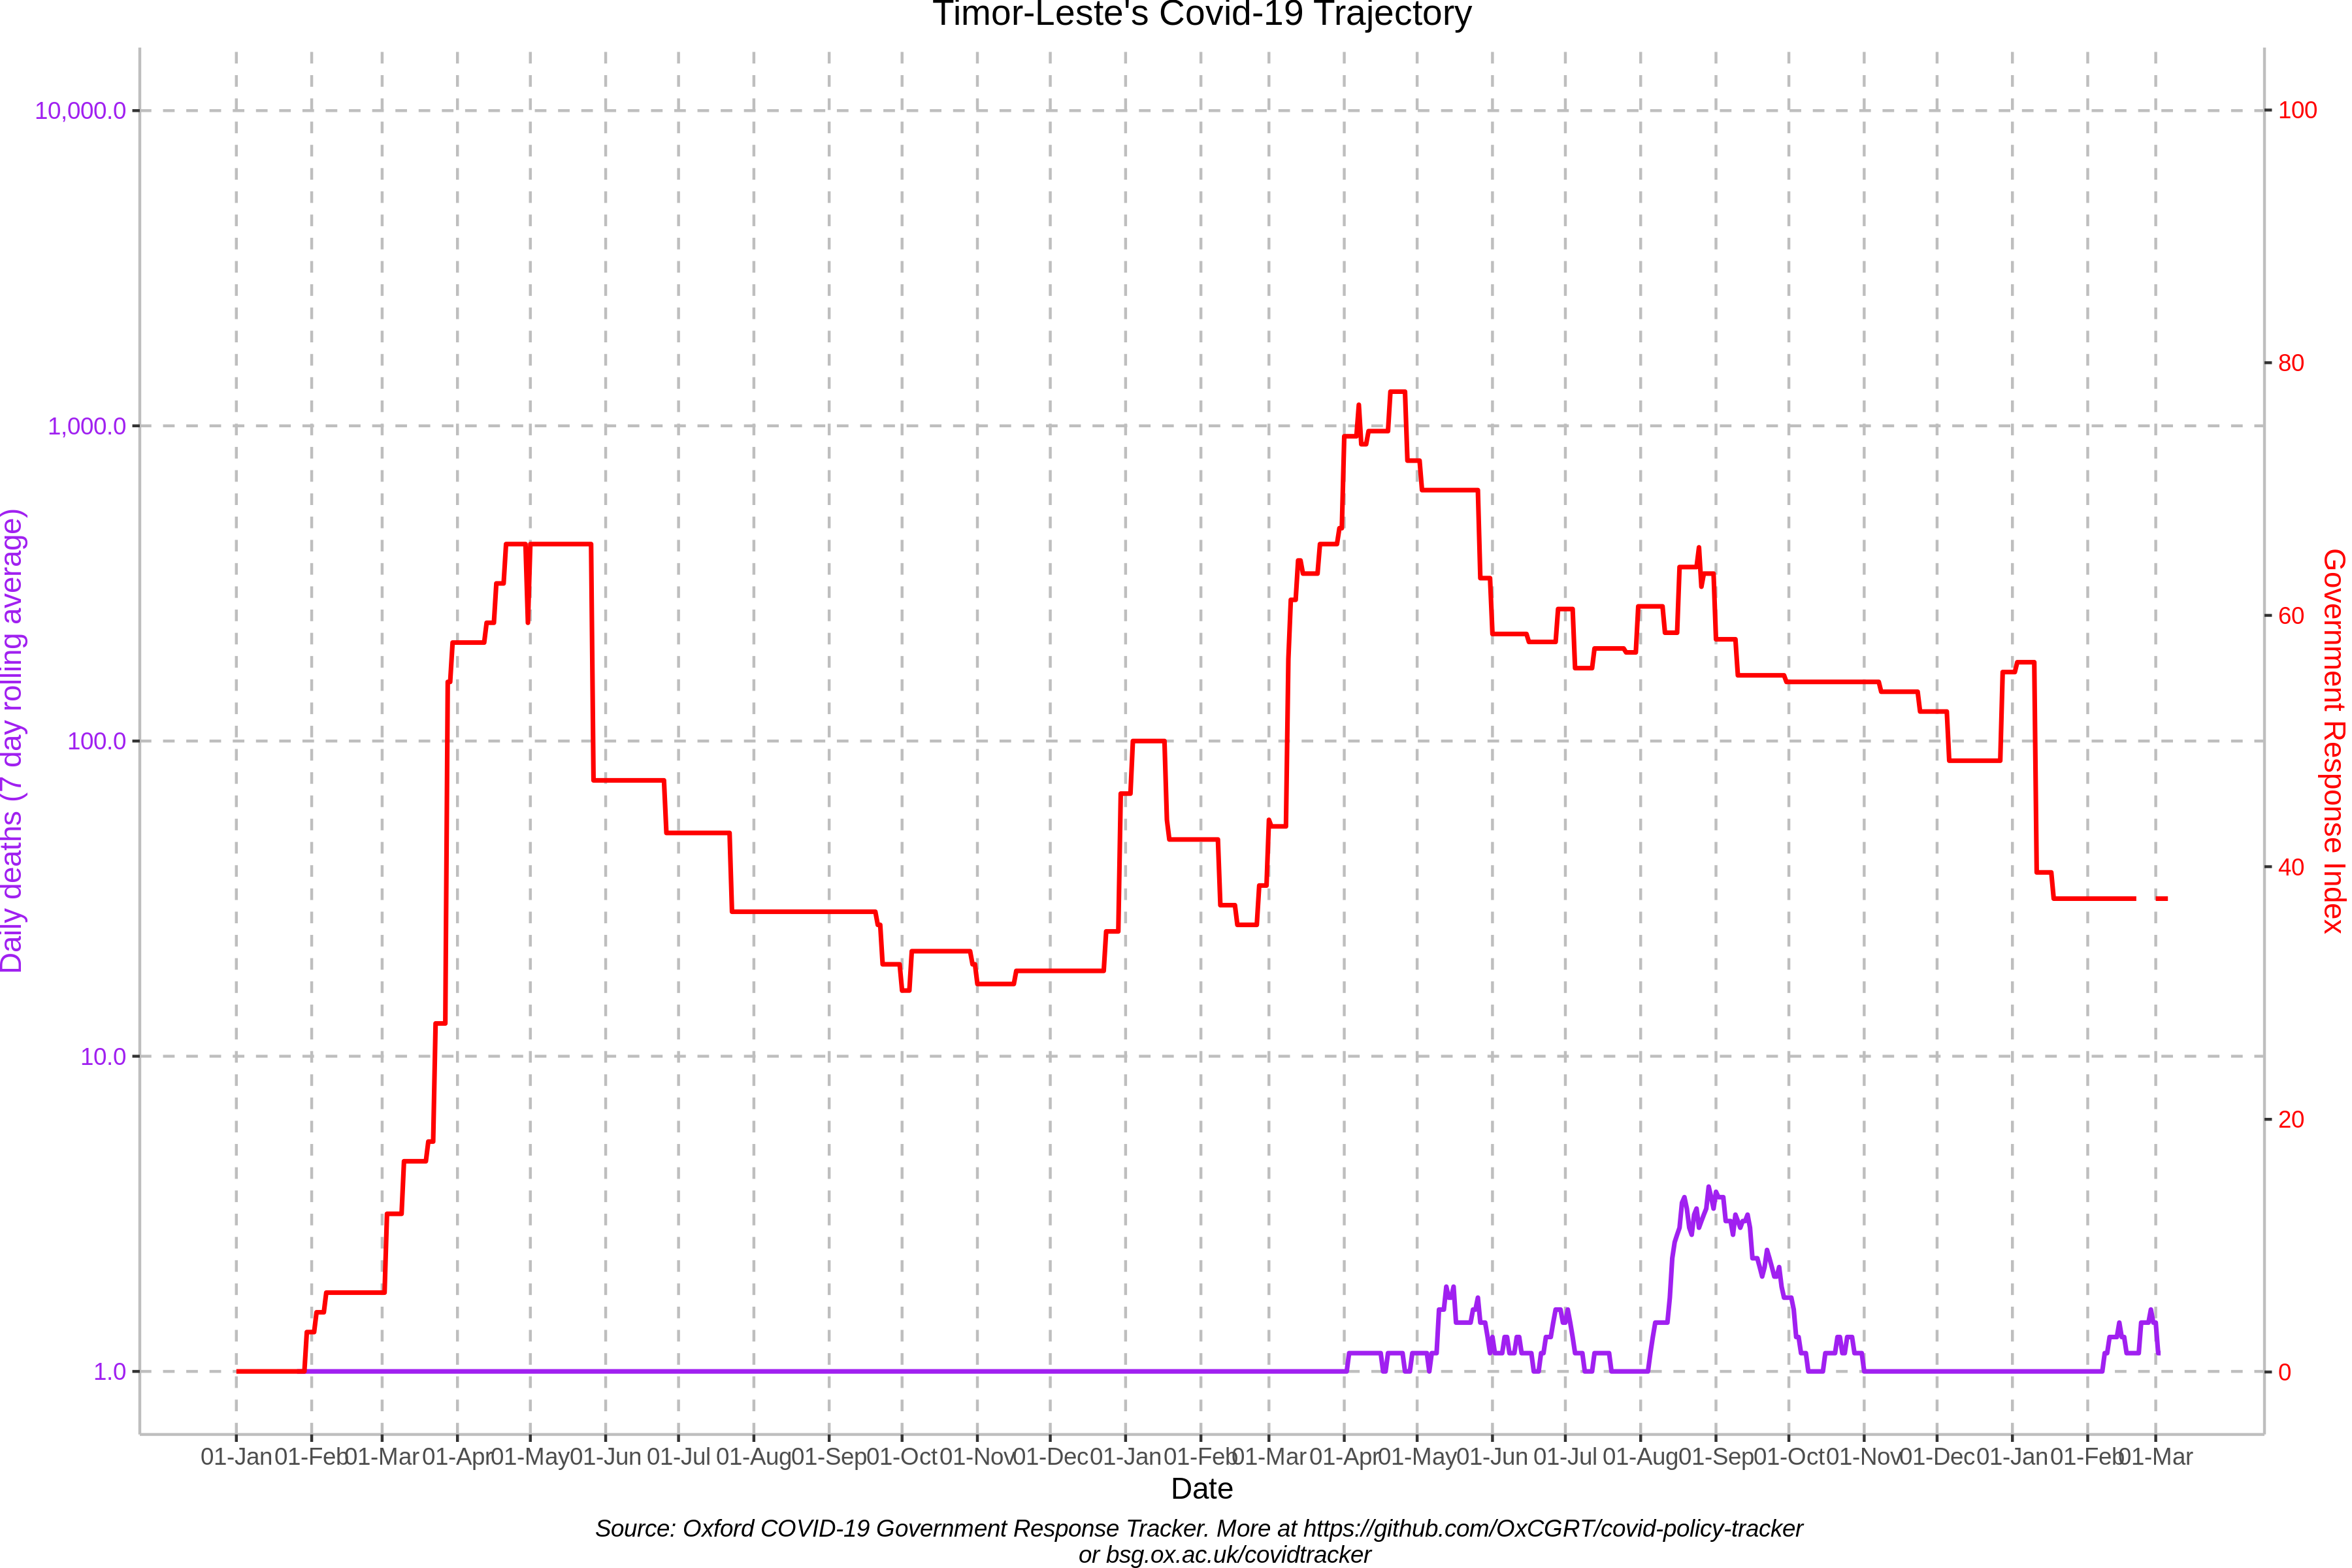 Timor-Leste's Covid-19 Trajectory
10,000.0
1,000.0
100.0
10.0
1.0
Daily deaths (7 day rolling average)
100
80
60
40
20
0
Government Response Index
01-Jan 01-Feb 01-Mar 01-Apr 01-May 01-Jun 01-Jul 01-Aug 01-Sep 01-Oct 01-Nov 01-Dec 01-Jan 01-Feb 01-Mar 01-Apr 01-May 01-Jun 01-Jul 01-Aug 01-Sep 01-Oct 01-Nov 01-Dec 01-Jan 01-Feb 01-Mar
Date
Source: Oxford COVID-19 Government Response Tracker. More at https://github.com/OxCGRT/covid-policy-tracker
or bsg.ox.ac.uk/covidtracker